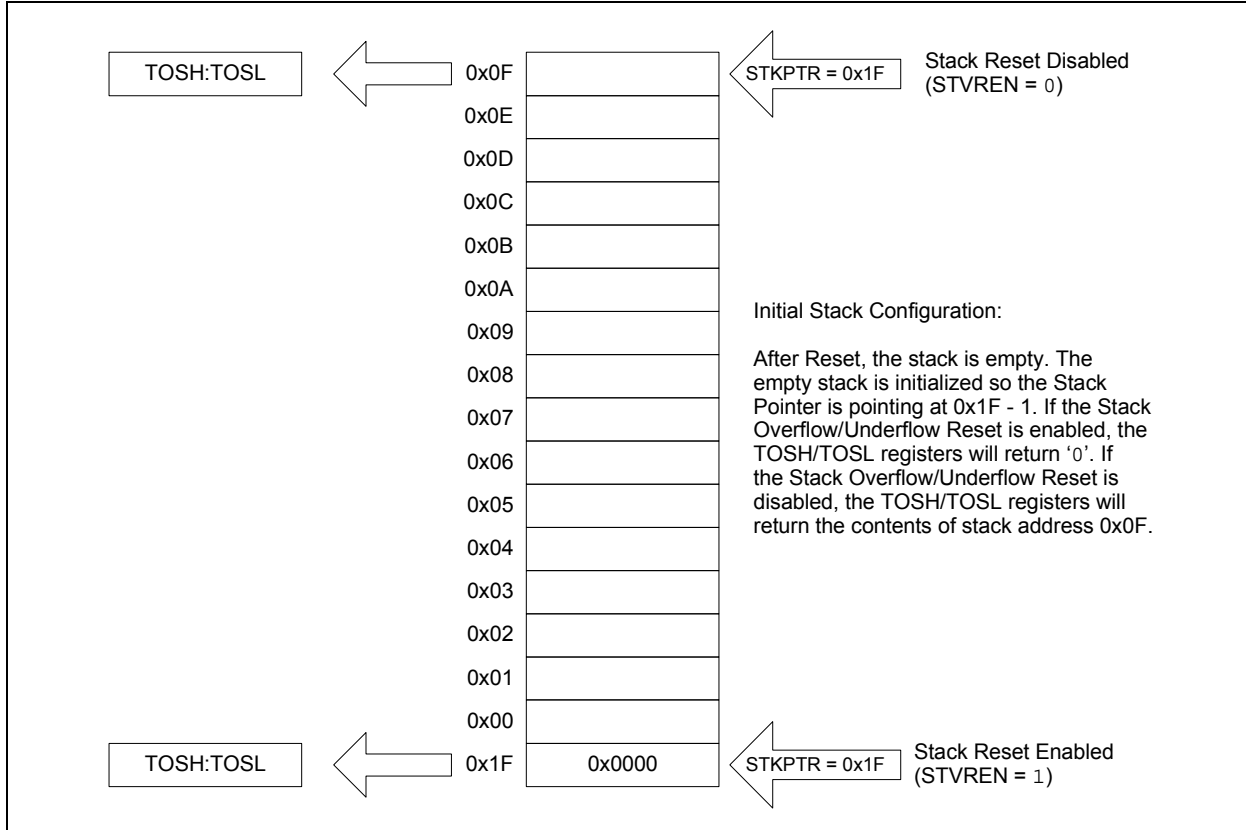 TOSH:TOSL 0x0F STKPTR = 0x1F Stack Reset Disabled
(STVREN = 0)
0x0E
0x0D
0x0C
0x0B
0x0A
0x09
0x08
0x07
0x06
0x05
0x04
0x03
0x02
0x01
0x00
Initial Stack Configuration:
After Reset, the stack is empty. The
empty stack is initialized so the Stack
Pointer is pointing at 0x1F - 1. If the Stack
Overflow/Underflow Reset is enabled, the
TOSH/TOSL registers will return ‘0’. If
the Stack Overflow/Underflow Reset is
disabled, the TOSH/TOSL registers will
return the contents of stack address 0x0F.
TOSH:TOSL 0x1F 0x0000 STKPTR = 0x1F Stack Reset Enabled
(STVREN = 1)